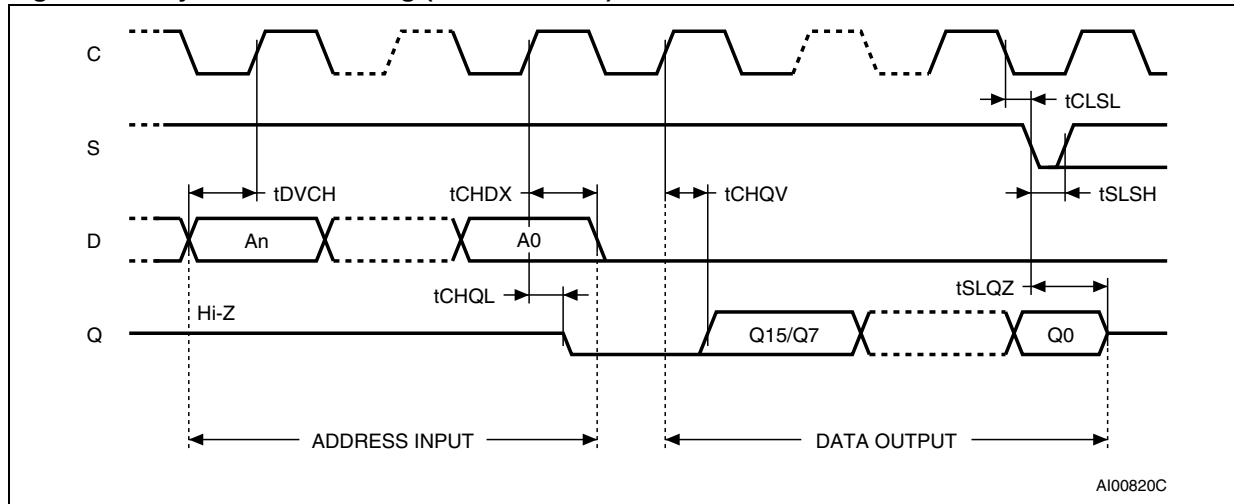 C
tCLSL
S
tDVCH
tCHDX
tCHQV
tSLSH
D
An
A0
tCHQL
tSLQZ
Hi-Z
Q
Q15/Q7
Q0
ADDRESS INPUT
DATA OUTPUT
AI00820C